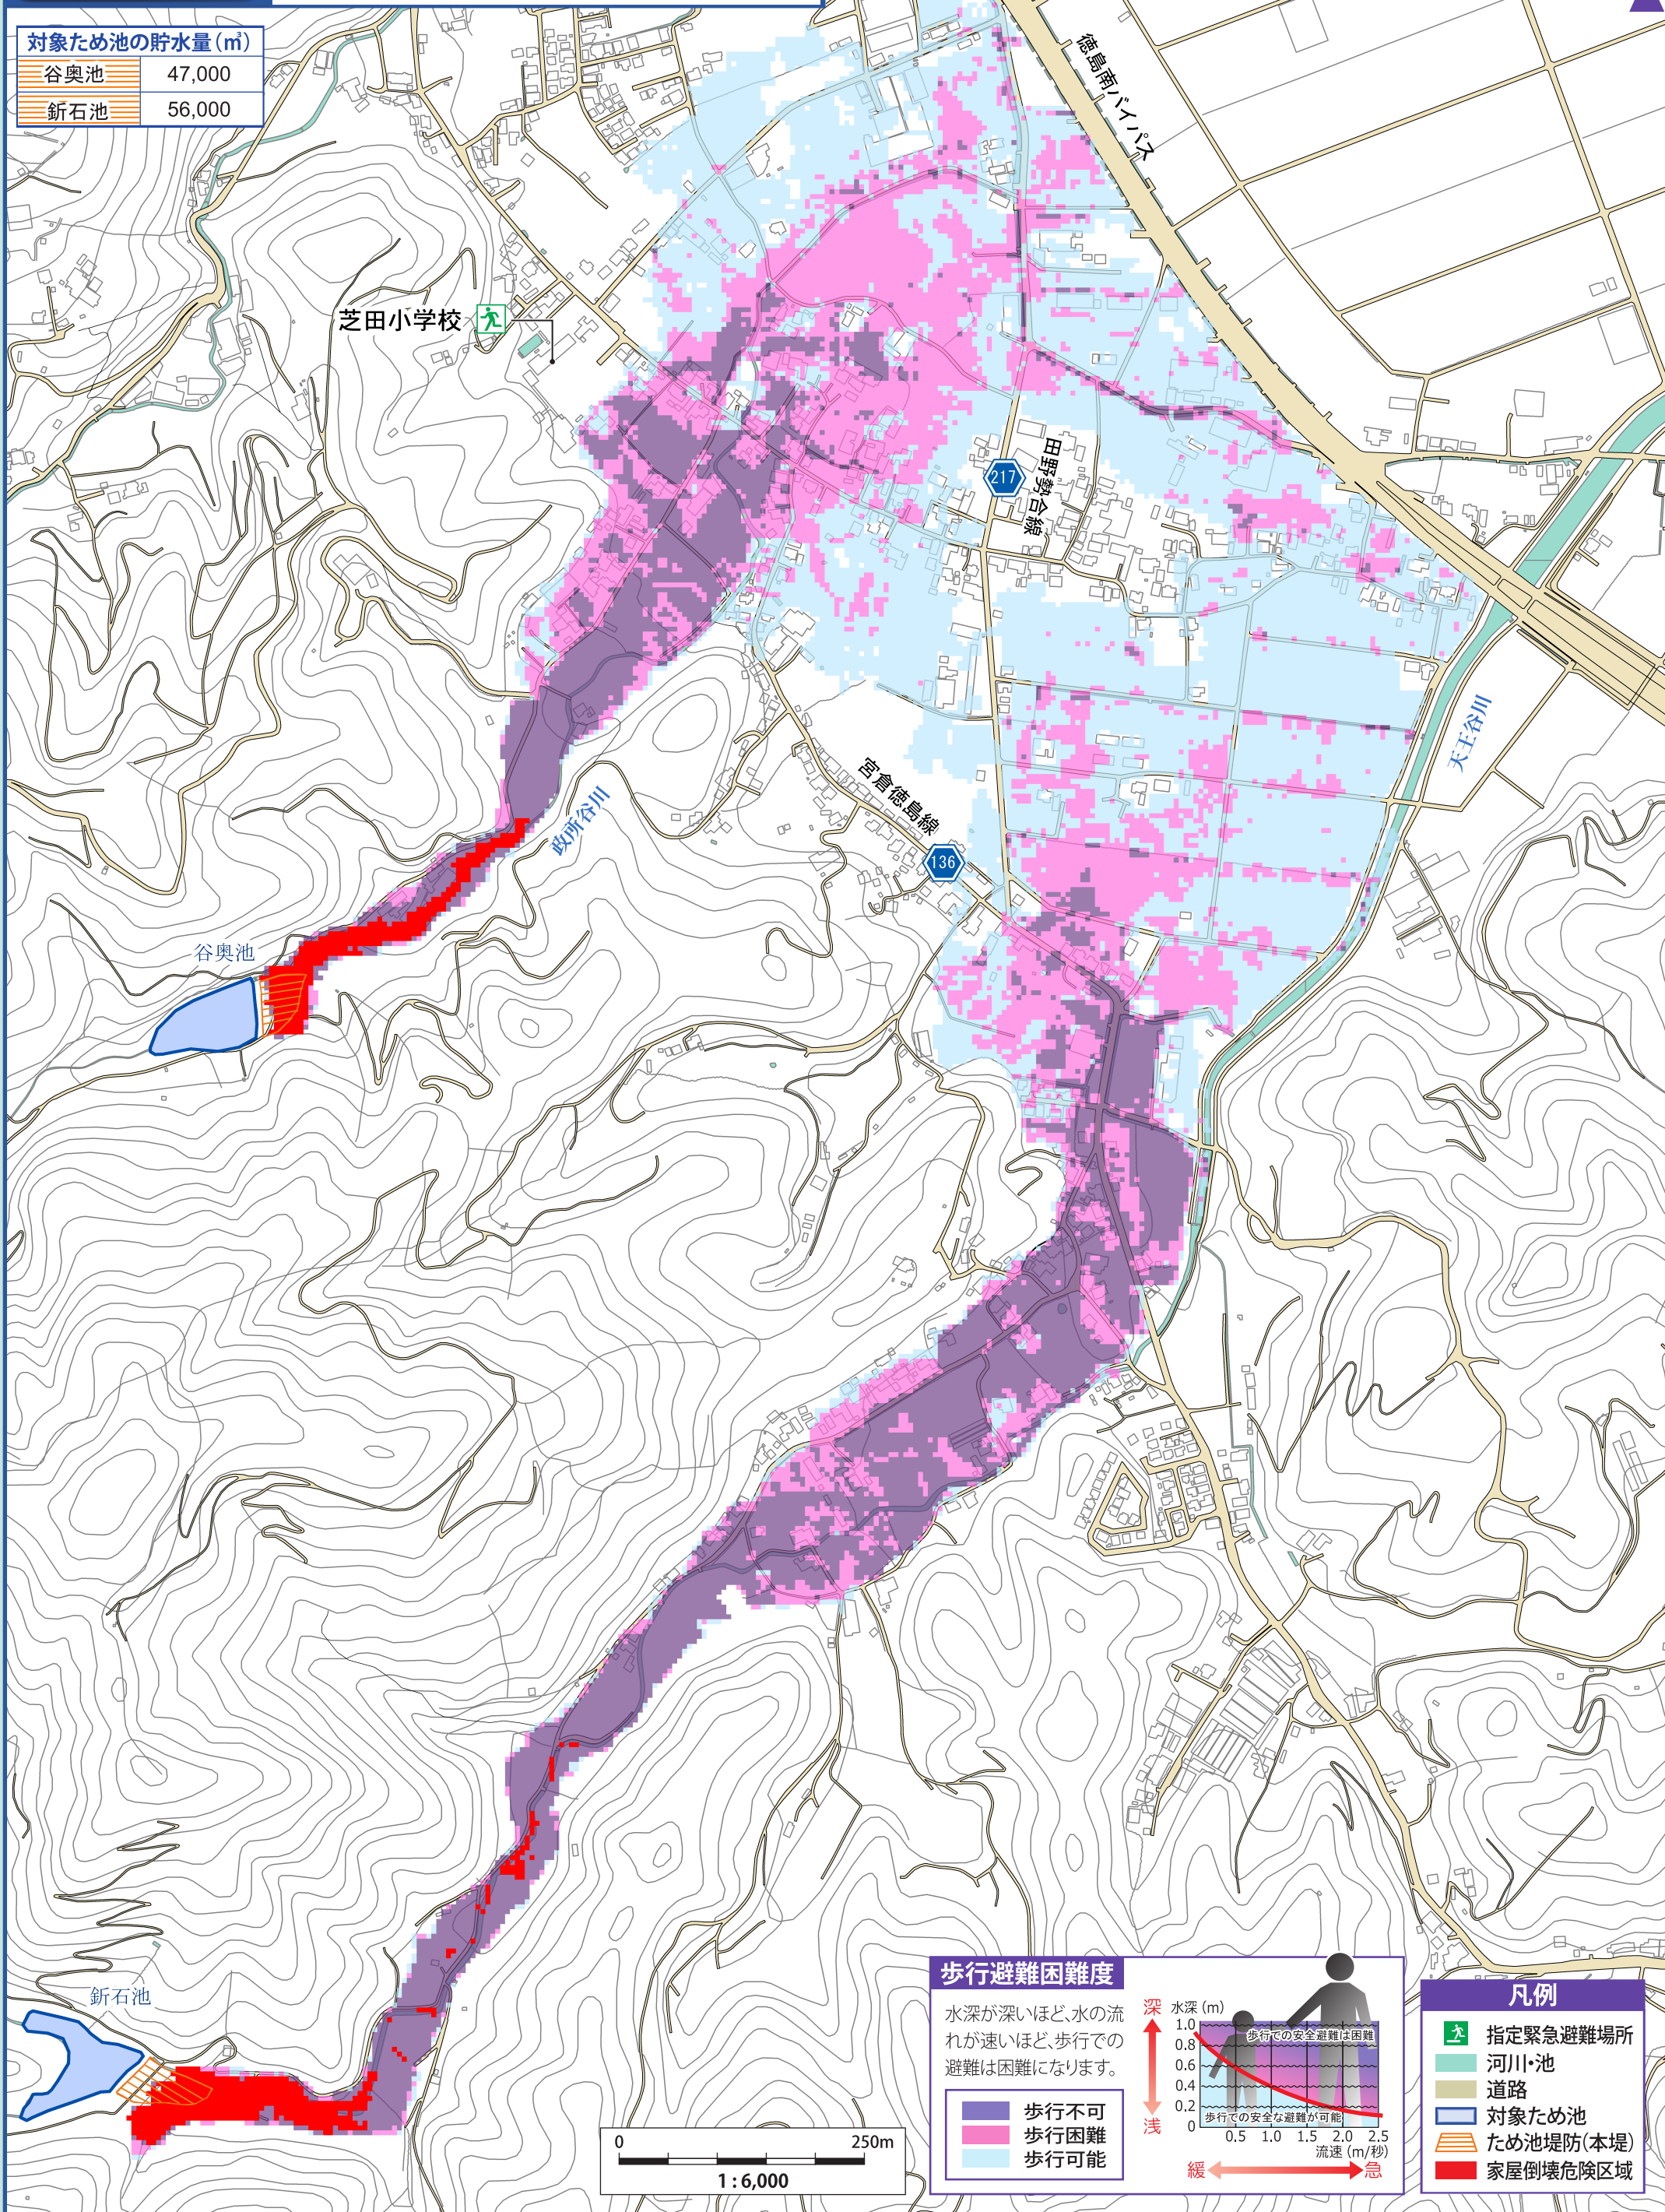 対象ため池の貯水量(㎥)
谷奥池 47,000
釿石池 56,000
徳島南バイパス
芝田小学校
217
田野勢合線
天王谷川
宮倉徳島線
136
政所谷川
谷奥池
釿石池
0 250m
1:6,000
歩行避難困難度
水深が深いほど、水の流
れが速いほど、歩行での
避難は困難になります。
歩行不可
歩行困難
歩行可能
深
浅
水深(m)
1.0
0.8
0.6
0.4
0.2
0
歩行での安全避難は困難
歩行での安全な避難が可能
0.5 1.0 1.5 2.0 2.5
流速(m/秒)
緩 急
凡例
指定緊急避難場所
河川・池
道路
対象ため池
ため池堤防(本堤)
家屋倒壊危険区域